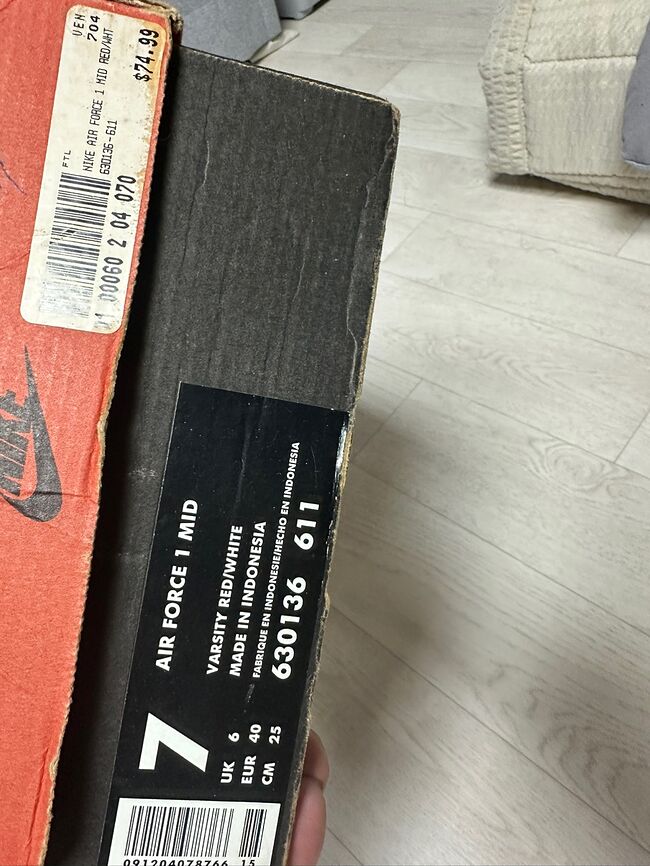 VEN
704
$74.99
NIKE AIR FORCE 1 MID RED/WHT
630136-611
FTL
00060 2 04 070
NIKE
AIR FORCE 1 MID
VARSITY RED/WHITE
MADE IN INDONESIA
FABRIQUE EN INDONESIE/HECHO EN INDONESIA
630136 611
7
UK 6
EUR 40
CM 25
091204078766 15